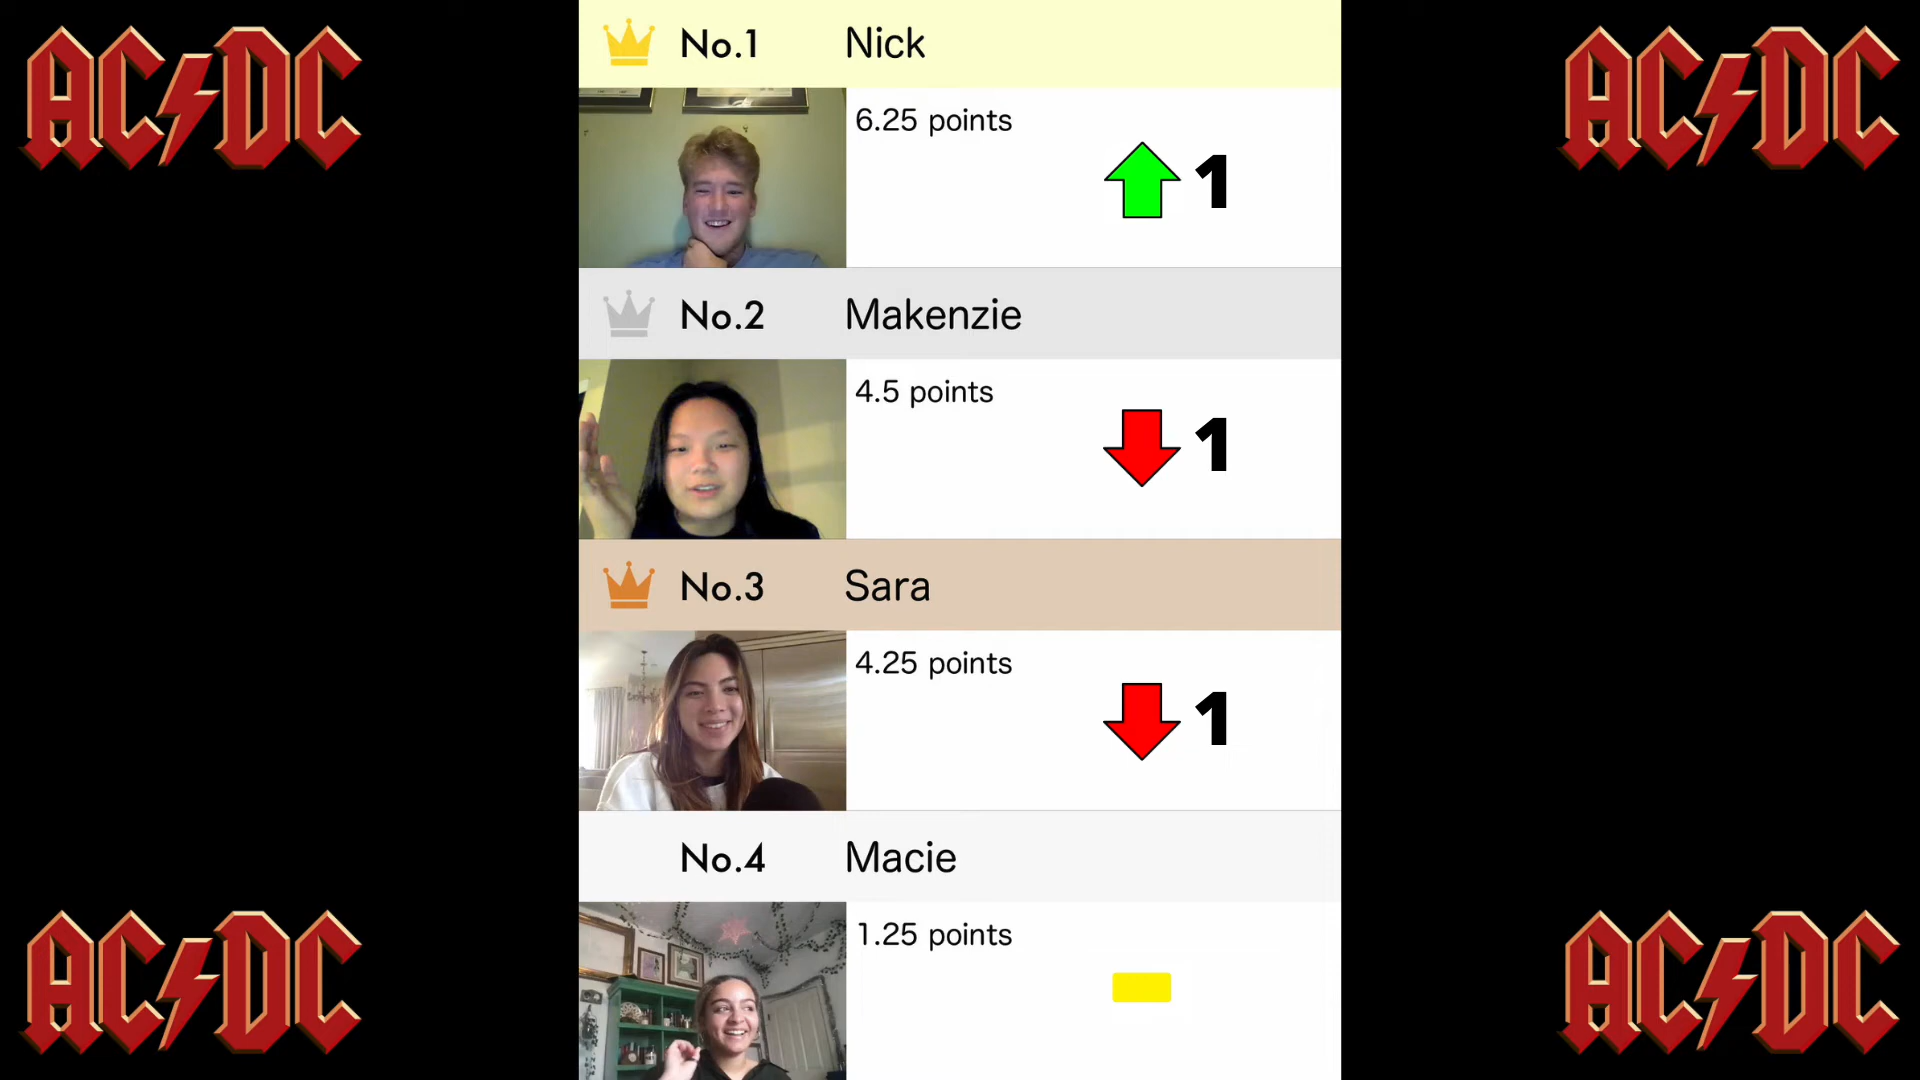 AC⚡DC
AC⚡DC
No.1 Nick
6.25 points
1
No.2 Makenzie
4.5 points
1
No.3 Sara
4.25 points
1
No.4 Macie
1.25 points
AC⚡DC
AC⚡DC